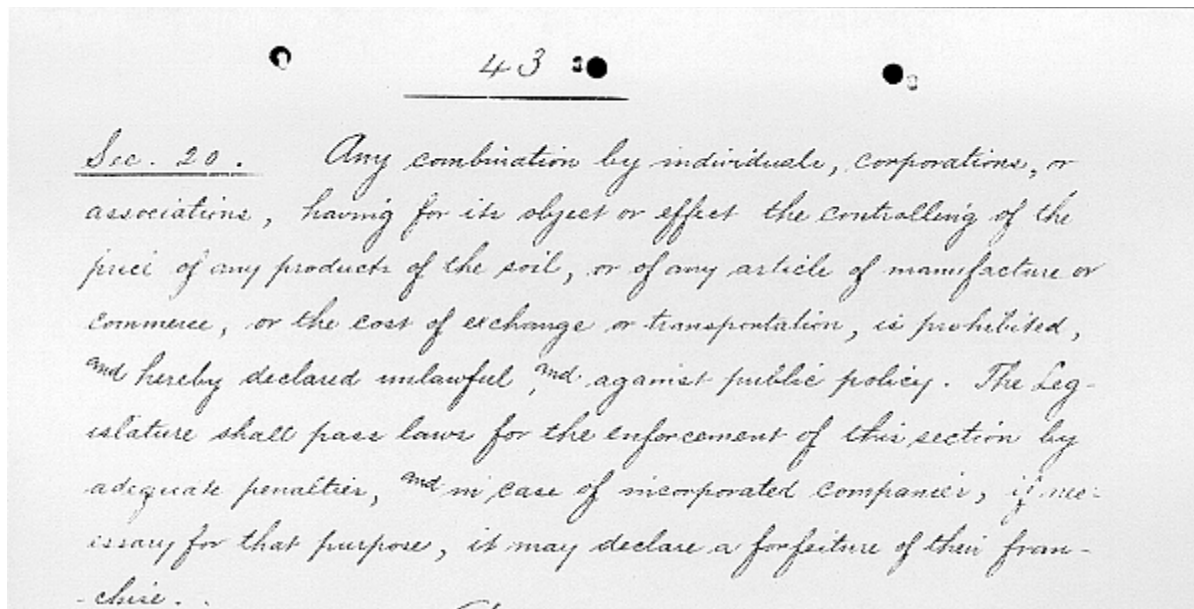 43
Sec. 20. Any combination by individuals, corporations, or
associations, having for its object or effect the controlling of the
price of any products of the soil, or of any article of manufacture or
commerce, or the cost of exchange or transportation, is prohibited,
and hereby declared unlawful, and against public policy. The Leg-
islature shall pass laws for the enforcement of this section by
adequate penalties, and in case of incorporated companies, if nec-
essary for that purpose, it may declare a forfeiture of their fran-
-chise.